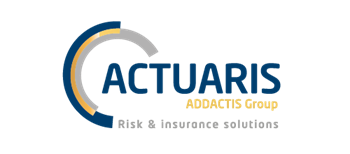 ACTUARIS
ADDACTIS Group
Risk & insurance solutions